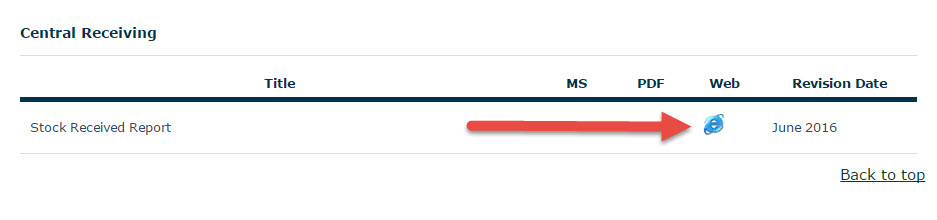 Central Receiving
Title MS PDF Web Revision Date
Stock Received Report June 2016
Back to top